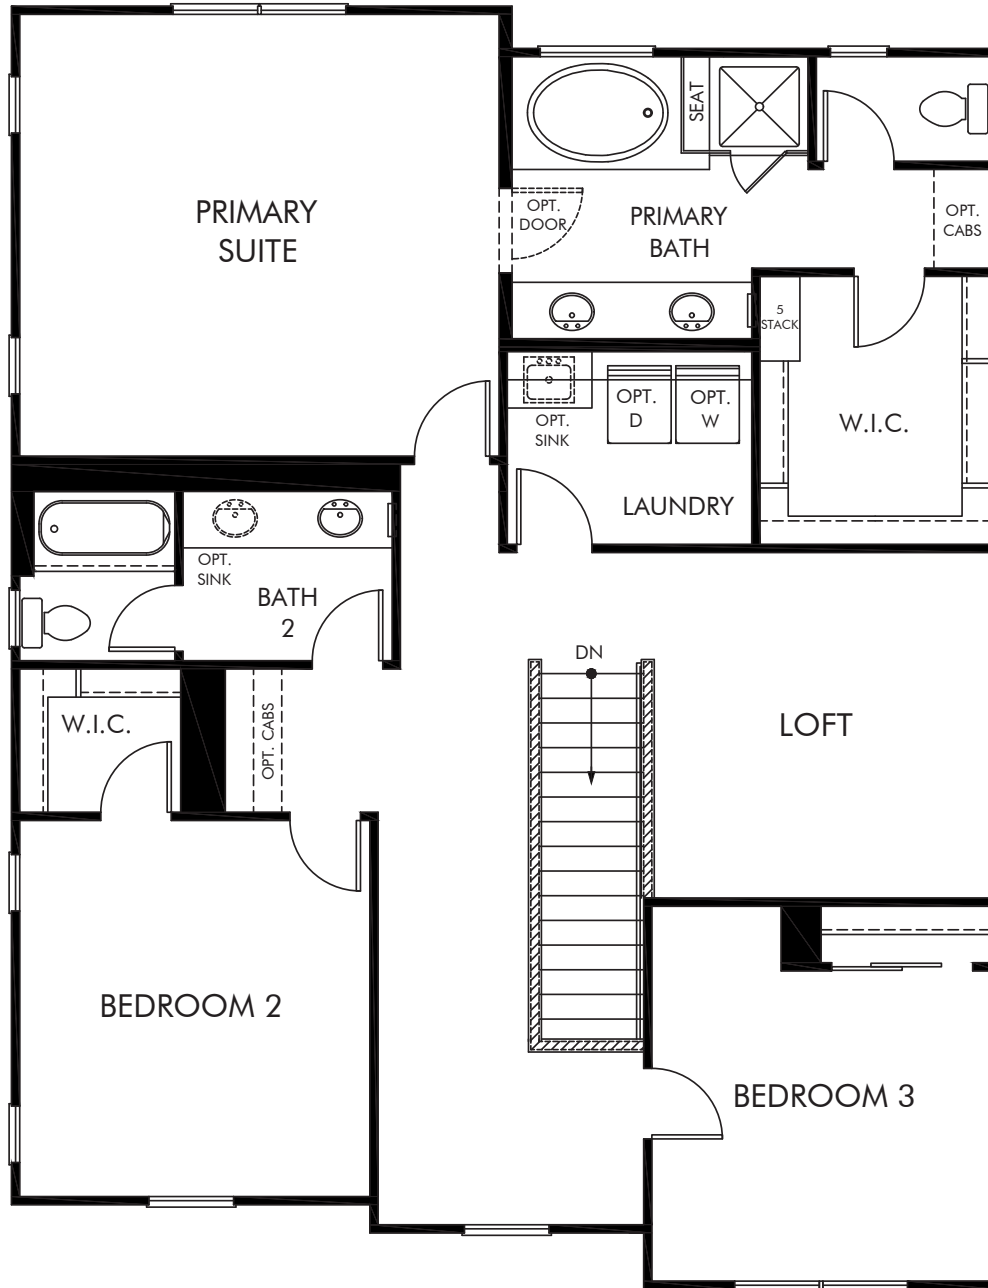 PRIMARY
SUITE
SEAT
OPT.
DOOR
PRIMARY
BATH
OPT.
CABS
5
STACK
OPT.
SINK
OPT.
D
OPT.
W
W.I.C.
LAUNDRY
OPT.
SINK
BATH
2
DN
W.I.C.
OPT. CABS
LOFT
BEDROOM 2
BEDROOM 3